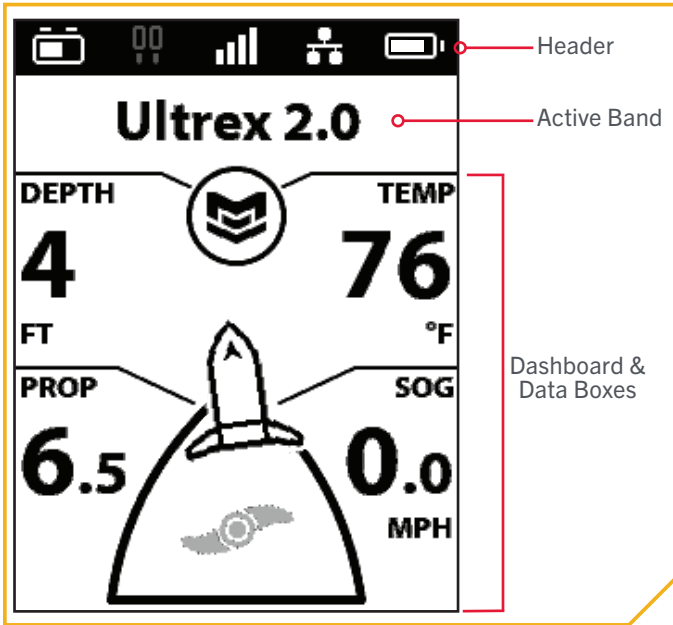 Header
Ultrex 2.0
Active Band
DEPTH
TEMP
4
76
FT
°F
Dashboard &
Data Boxes
PROP
SOG
6.5
0.0
MPH